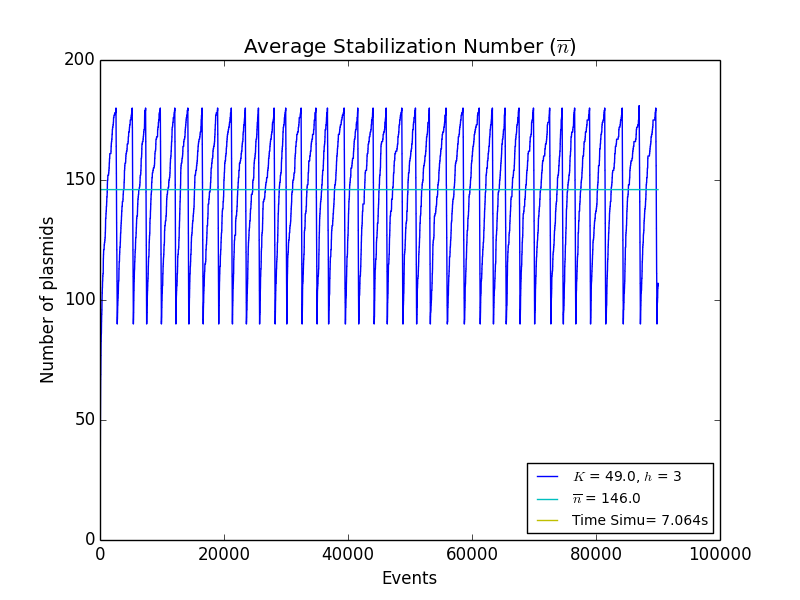 Average Stabilization Number (n̅)
200
150
100
50
0
Number of plasmids
K = 49.0, h = 3
n̅ = 146.0
Time Simu= 7.064s
0 20000 40000 60000 80000 100000
Events